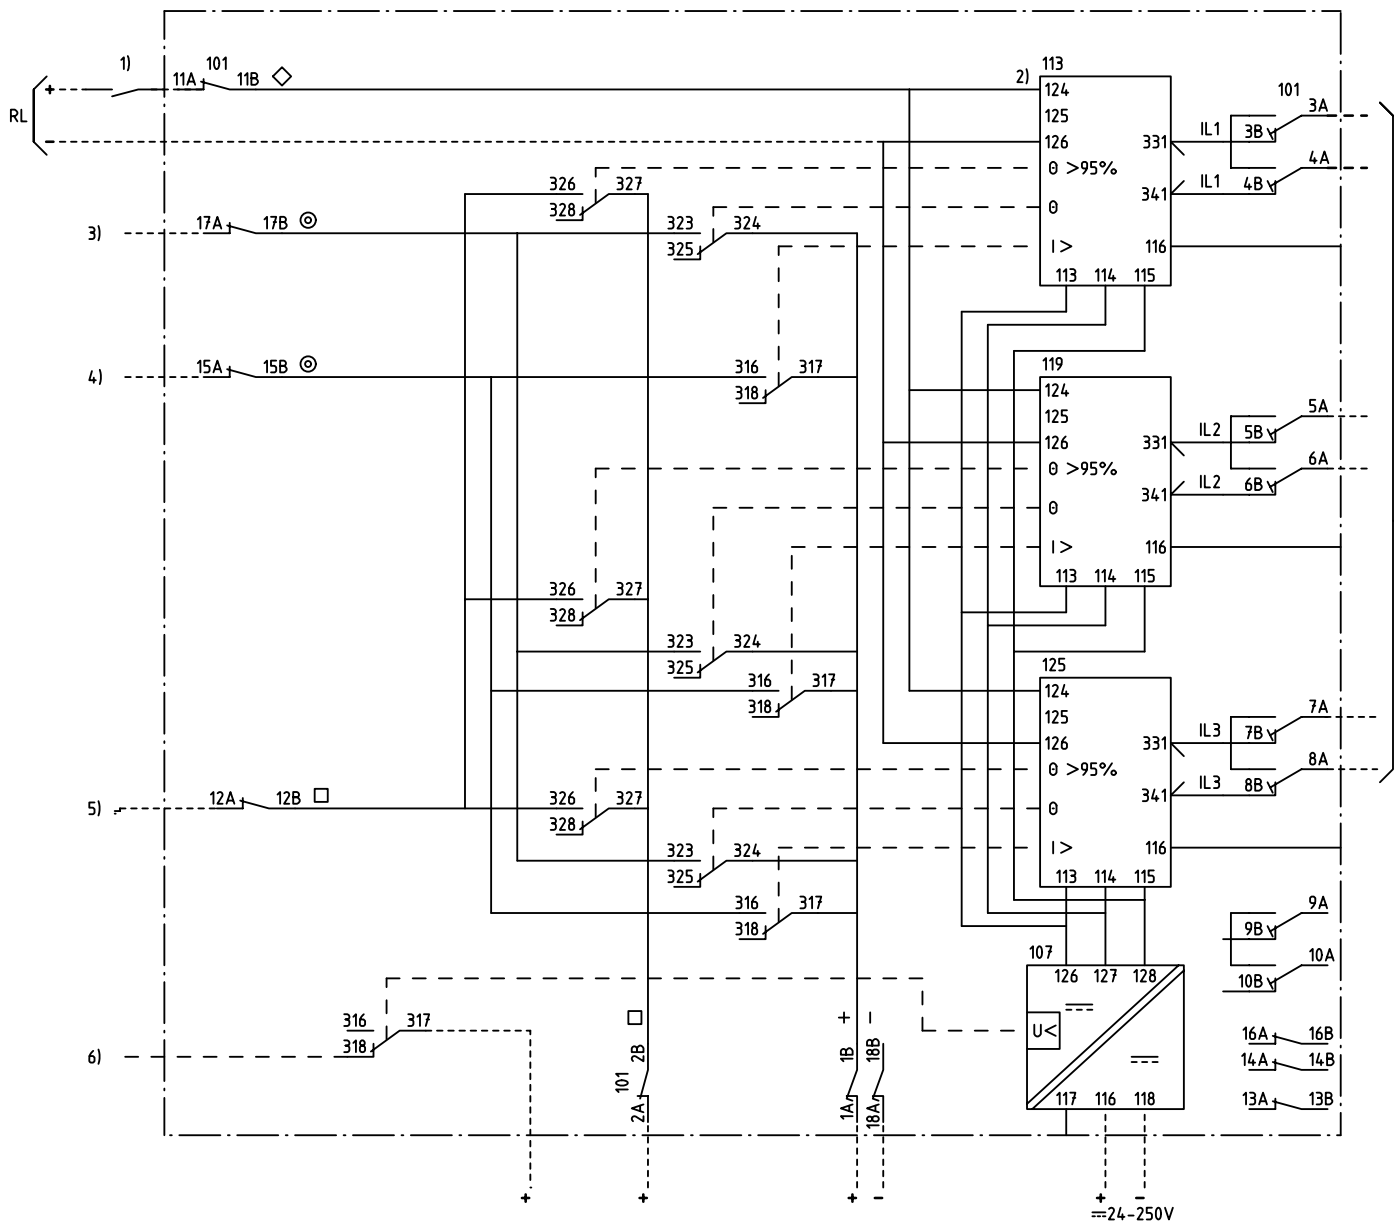 1) 101 2) 113
11A 11B 124 101
+ 125 3A
RL 126 331 IL1 3B
0 >95% 4A
326 327 341 IL1 4B
328 0
3) 17A 17B 323 324
325 I> 116
113 114 115
119
4) 15A 15B 316 317
318 124
125 5A
126 331 IL2 5B
0 >95% 6A
341 IL2 6B
0
I> 116
113 114 115
326 327
328
323 324
325 125
316 317 124
318 125 7A
126 331 IL3 7B
0 >95% 8A
341 IL3 8B
5) 12A 12B 326 327 0
328
323 324 I> 116
325 113 114 115
316 317 9A
318 9B
107 10A
126 127 128 10B
316 317 + -
318 U< 16A 16B
6) 2B 1B 18B 14A 14B
101
2A 1A 18A 117 116 118 13A 13B
+ + + - + -
24-250V